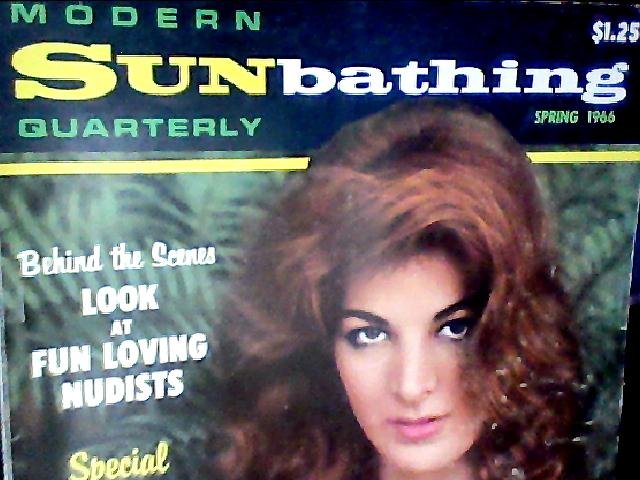 MODERN
$1.25
SUNbathing
QUARTERLY
SPRING 1966
Behind the Scenes
LOOK
AT
FUN LOVING
NUDISTS
Special